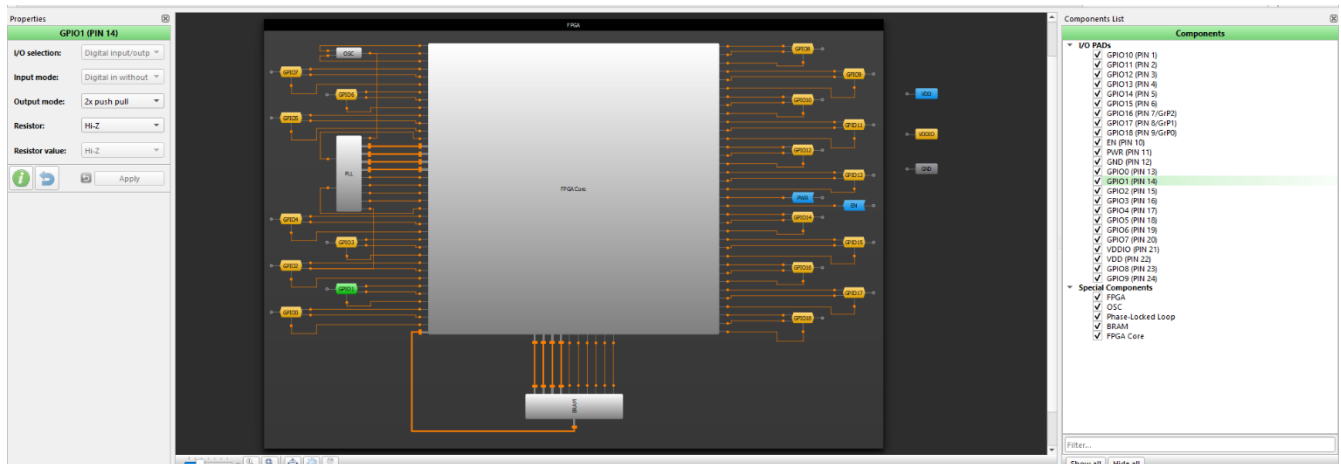 Properties
GPIO1 (PIN 14)
I/O selection: Digital input/outp
Input mode: Digital in without
Output mode: 2x push pull
Resistor: Hi-Z
Resistor value: Hi-Z
Apply
FPGA
OSC
GPIO7
GPIO6
GPIO5
PLL
GPIO4
GPIO3
GPIO2
GPIO1
GPIO0
FPGA Core
BRAM
GPIO8
GPIO9
GPIO10
GPIO11
GPIO12
GPIO13
PWR
EN
GPIO14
GPIO15
GPIO16
GPIO17
GPIO18
VDD
VDDIO
GND
Components List
Components
I/O PADs
GPIO10 (PIN 1)
GPIO11 (PIN 2)
GPIO12 (PIN 3)
GPIO13 (PIN 4)
GPIO14 (PIN 5)
GPIO15 (PIN 6)
GPIO16 (PIN 7/GrP2)
GPIO17 (PIN 8/GrP1)
GPIO18 (PIN 9/GrP0)
EN (PIN 10)
PWR (PIN 11)
GND (PIN 12)
GPIO0 (PIN 13)
GPIO1 (PIN 14)
GPIO2 (PIN 15)
GPIO3 (PIN 16)
GPIO4 (PIN 17)
GPIO5 (PIN 18)
GPIO6 (PIN 19)
GPIO7 (PIN 20)
VDDIO (PIN 21)
VDD (PIN 22)
GPIO8 (PIN 23)
GPIO9 (PIN 24)
Special Components
FPGA
OSC
Phase-Locked Loop
BRAM
FPGA Core
Filter...
Show all Hide all